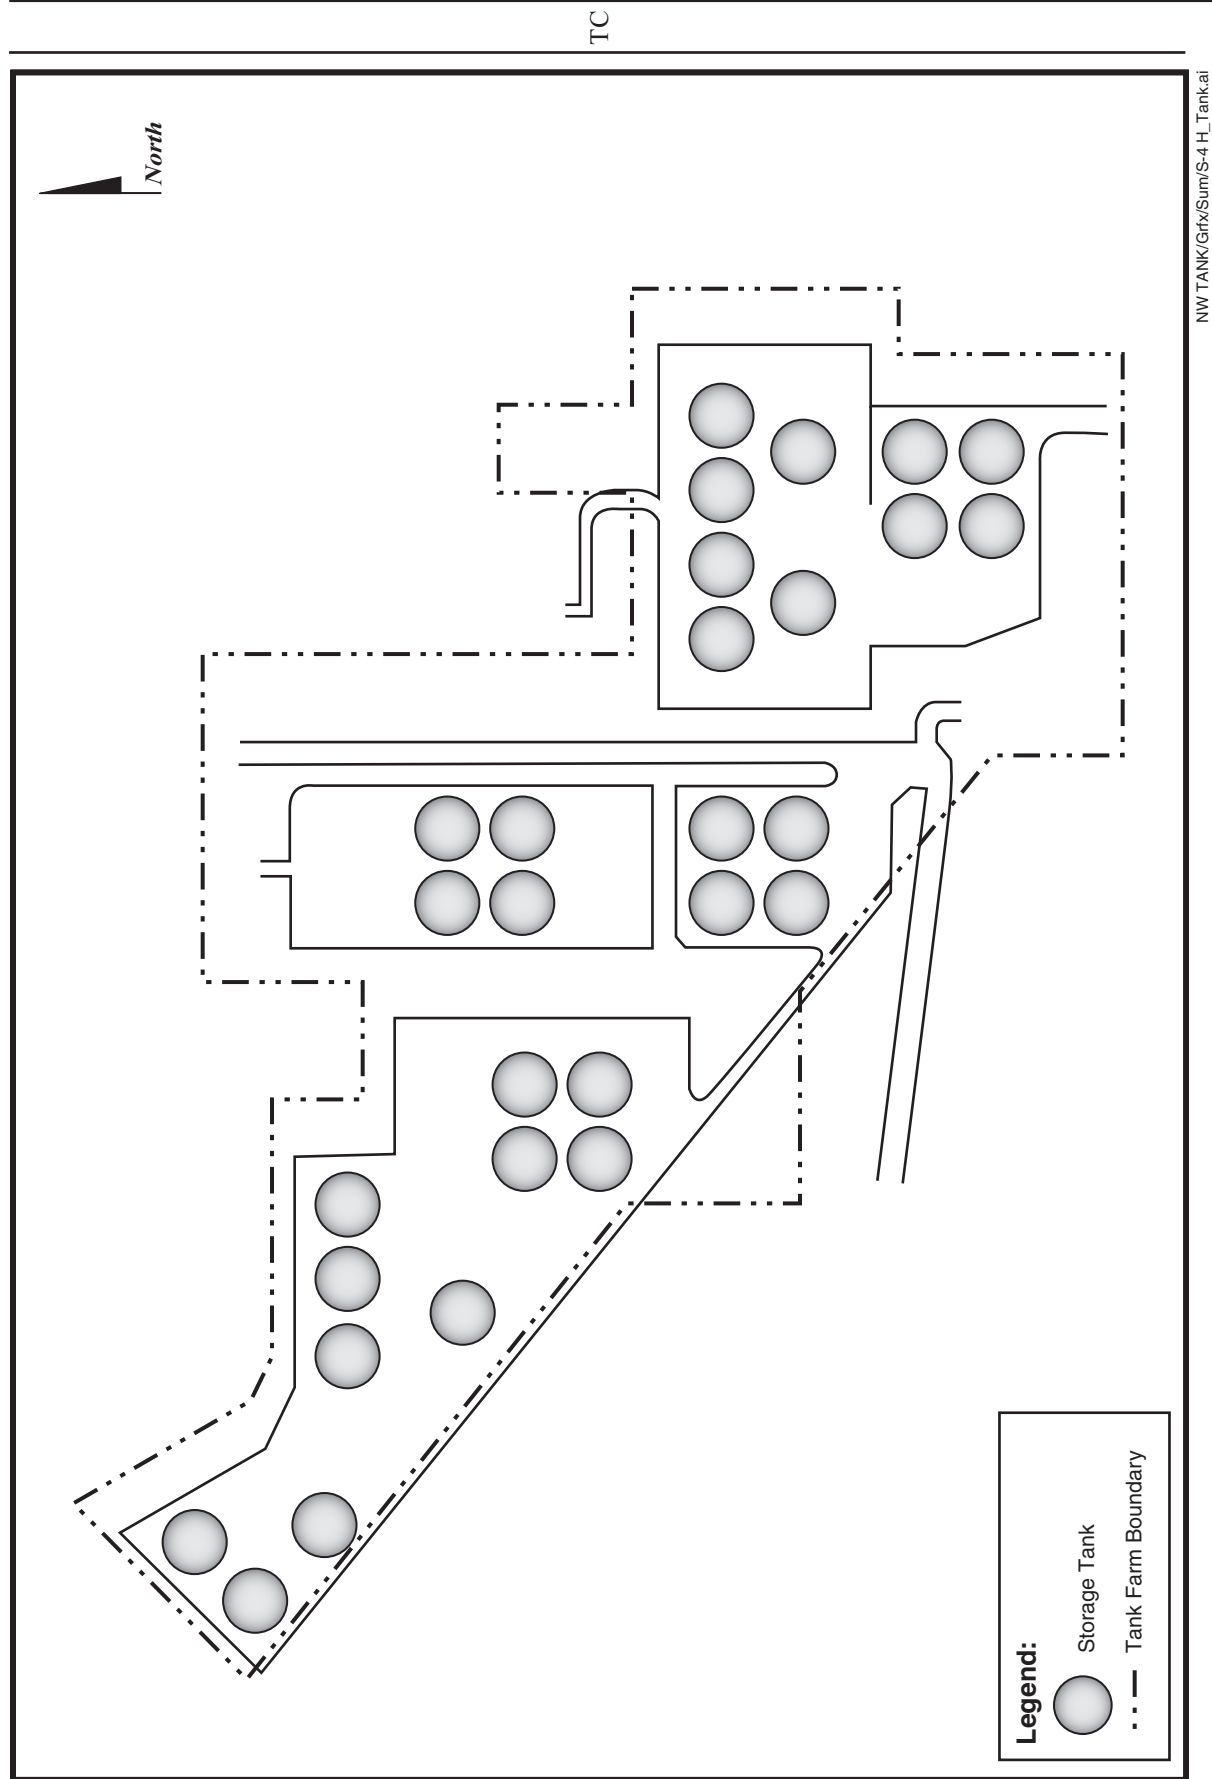 TC
North
NW TANK/Grfx/Sum/S-4 H_Tank.ai
Legend:
Storage Tank
Tank Farm Boundary